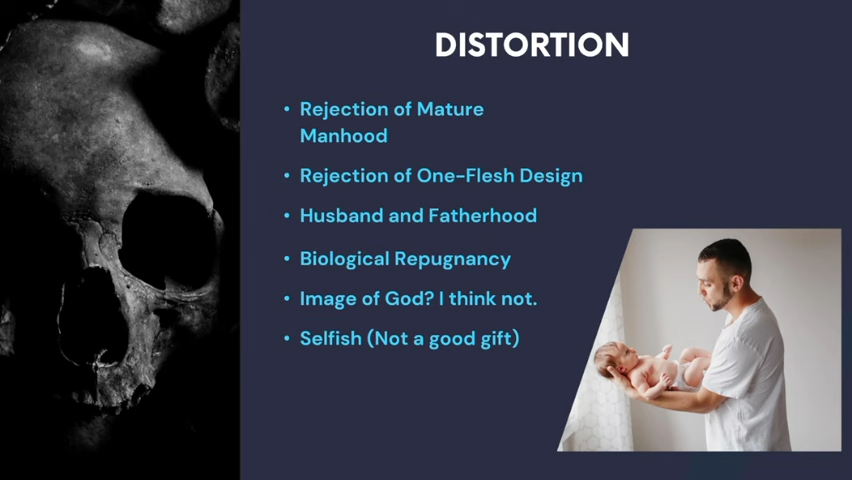 DISTORTION
• Rejection of Mature
Manhood
• Rejection of One-Flesh Design
• Husband and Fatherhood
• Biological Repugnancy
• Image of God? I think not.
• Selfish (Not a good gift)